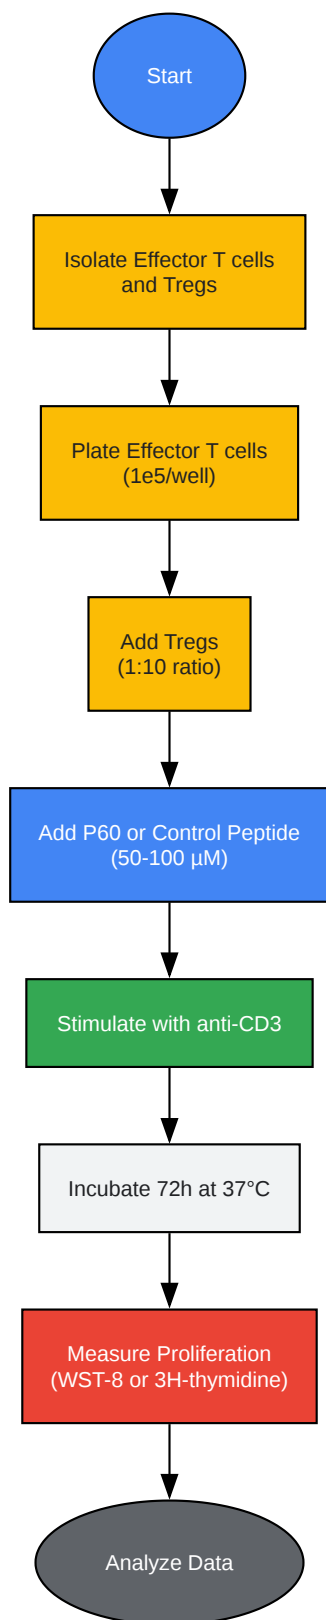 Start
Isolate Effector T cells
and Tregs
Plate Effector T cells
(1e5/well)
Add Tregs
(1:10 ratio)
Add P60 or Control Peptide
(50-100 µM)
Stimulate with anti-CD3
Incubate 72h at 37°C
Measure Proliferation
(WST-8 or 3H-thymidine)
Analyze Data